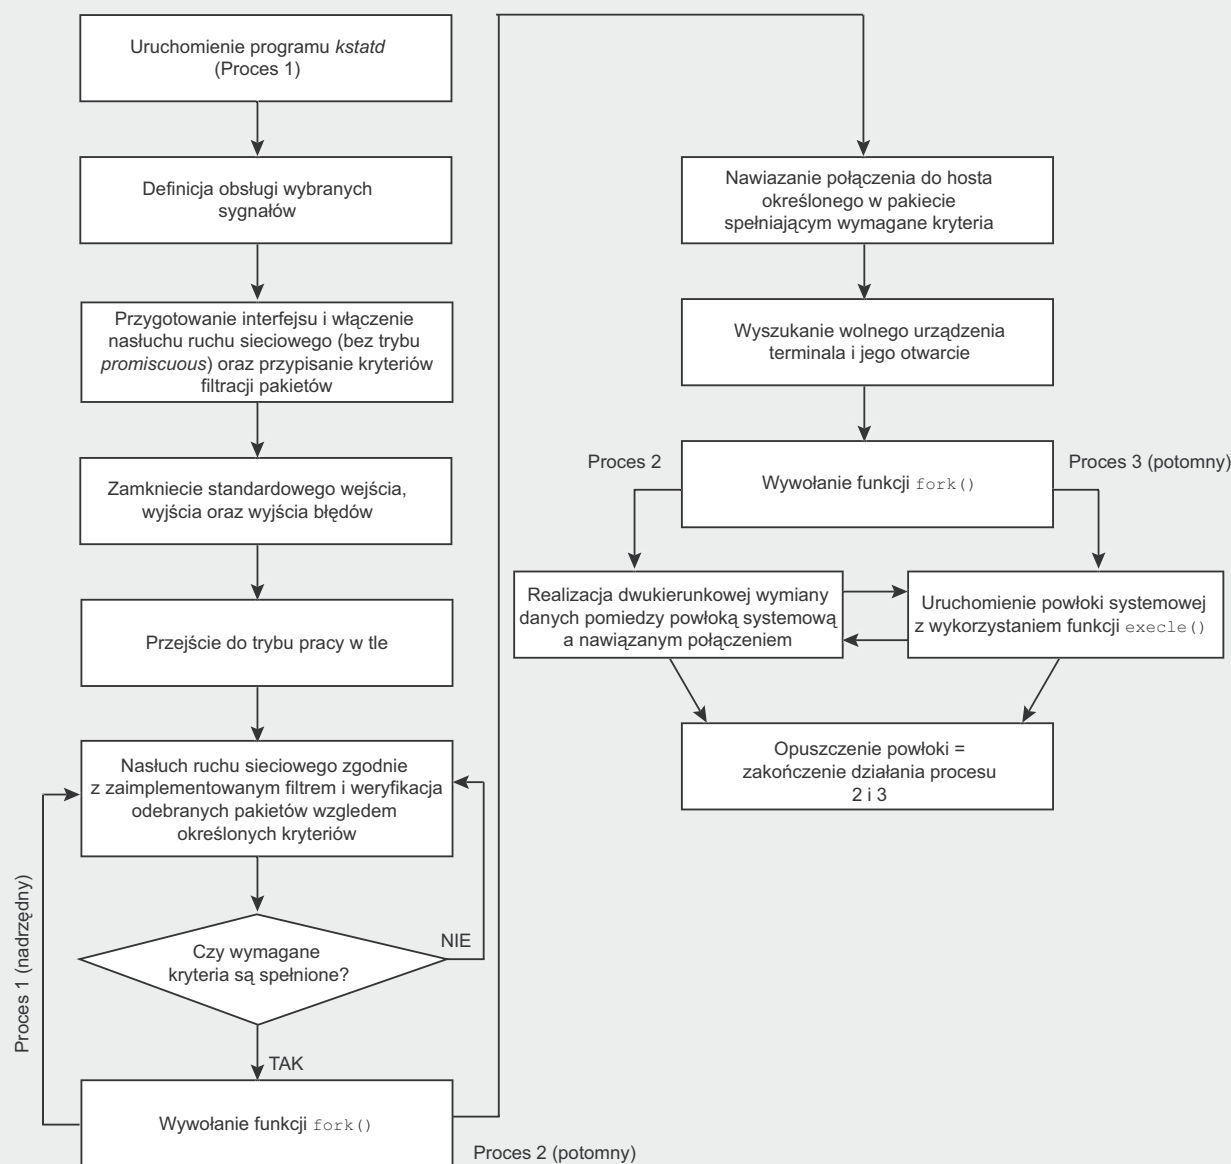 Uruchomienie programu kstatd
(Proces 1)
Definicja obsługi wybranych
sygnałów
Przygotowanie interfejsu i włączenie
nasłuchu ruchu sieciowego (bez trybu
promiscuous) oraz przypisanie kryteriów
filtracji pakietów
Zamkniecie standardowego wejścia,
wyjścia oraz wyjścia błędów
Przejście do trybu pracy w tle
Nasłuch ruchu sieciowego zgodnie
z zaimplementowanym filtrem i weryfikacja
odebranych pakietów wzgledem
określonych kryteriów
Proces 1 (nadrzędny)
Czy wymagane
kryteria są spełnione?
NIE
TAK
Wywołanie funkcji fork()
Proces 2 (potomny)
Nawiazanie połączenia do hosta
określonego w pakiecie
spełniającym wymagane kryteria
Wyszukanie wolnego urządzenia
terminala i jego otwarcie
Proces 2
Wywołanie funkcji fork()
Proces 3 (potomny)
Realizacja dwukierunkowej wymiany
danych pomiedzy powłoką systemową
a nawiązanym połączeniem
Uruchomienie powłoki systemowej
z wykorzystaniem funkcji execle()
Opuszczenie powłoki =
zakończenie działania procesu
2 i 3